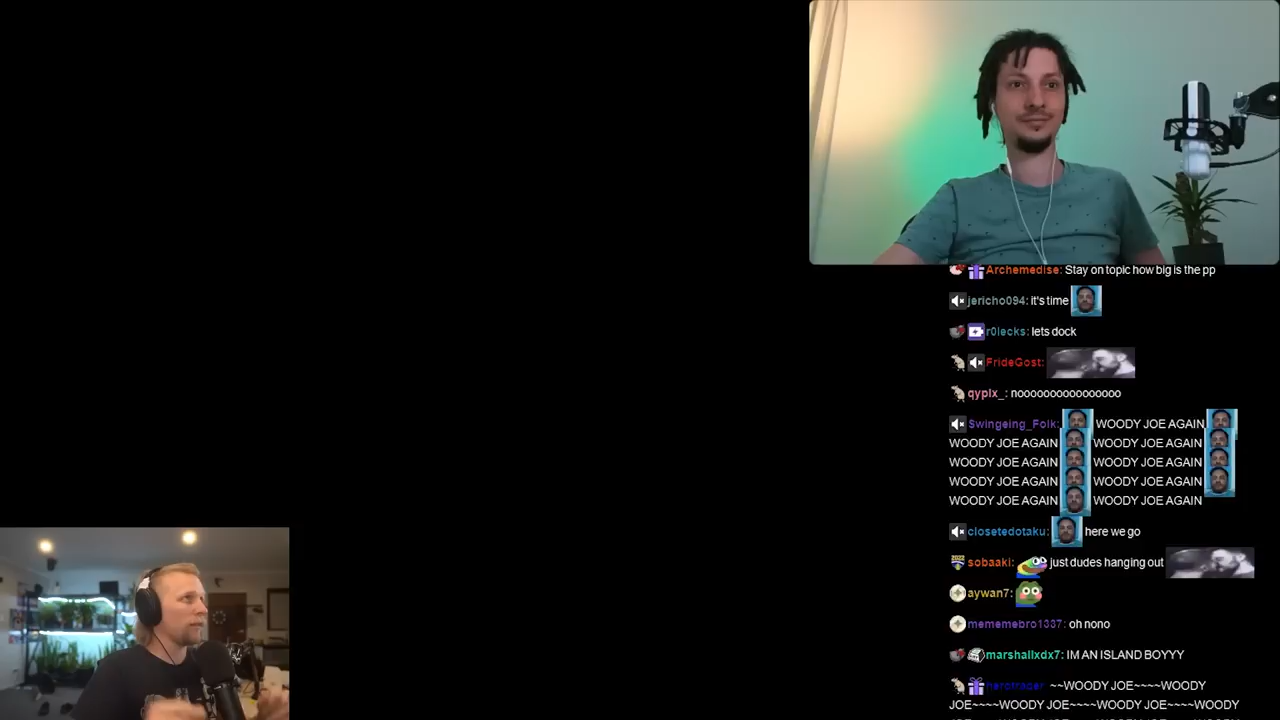 Archemedise: Stay on topic how big is the pp
jericho094: it's time
r0lecks: lets dock
FrideGost:
qypix_: noooooooooooooooo
Swingeing_Folk: WOODY JOE AGAIN
WOODY JOE AGAIN WOODY JOE AGAIN
WOODY JOE AGAIN WOODY JOE AGAIN
WOODY JOE AGAIN WOODY JOE AGAIN
WOODY JOE AGAIN WOODY JOE AGAIN
closetedotaku: here we go
sobaaki: just dudes hanging out
aywan7:
mememebro1337: oh nono
marshallxdx7: IM AN ISLAND BOYYY
~~WOODY JOE~~~~WOODY
JOE~~~~WOODY JOE~~~~WOODY JOE~~~~WOODY